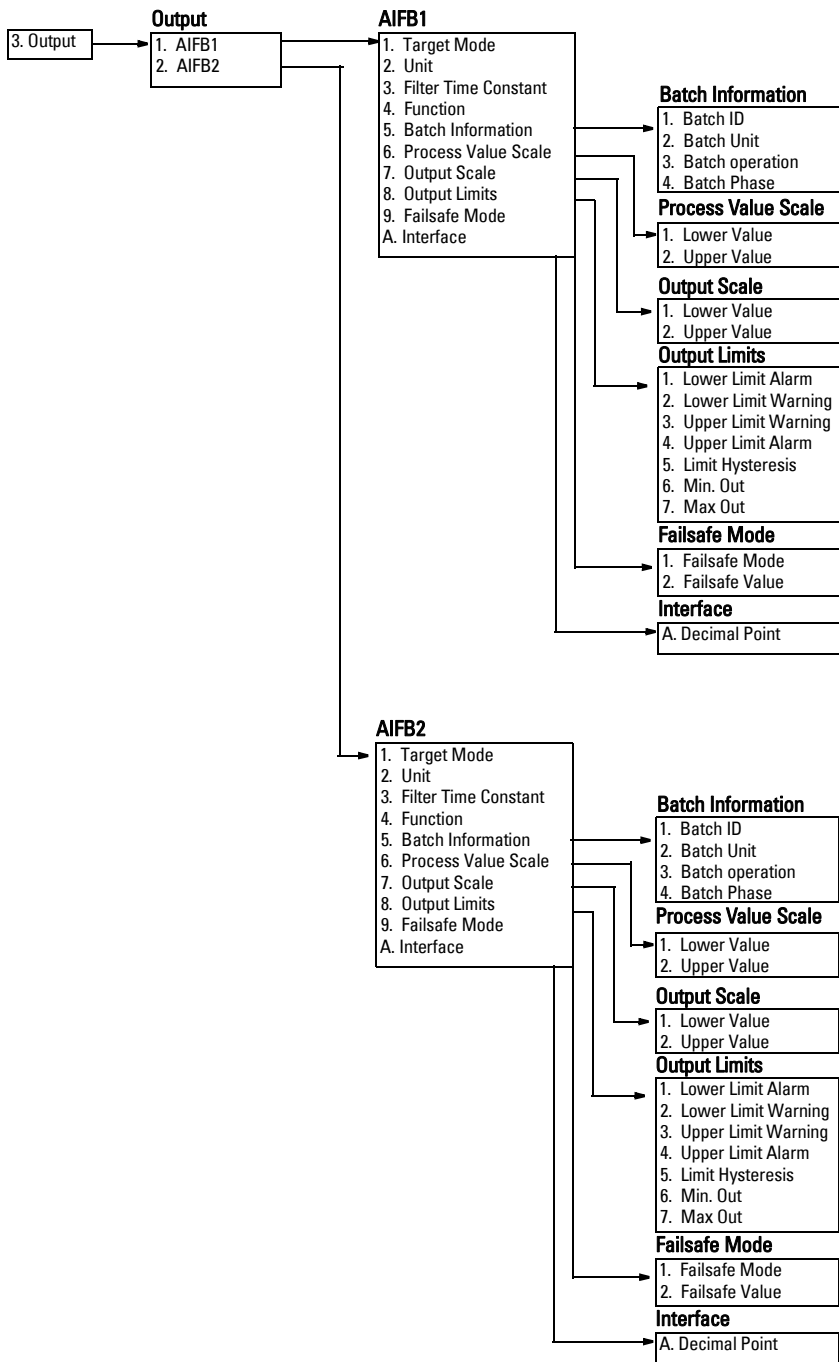 3. Output
Output
1. AIFB1
2. AIFB2
AIFB1
1. Target Mode
2. Unit
3. Filter Time Constant
4. Function
5. Batch Information
6. Process Value Scale
7. Output Scale
8. Output Limits
9. Failsafe Mode
A. Interface
Batch Information
1. Batch ID
2. Batch Unit
3. Batch operation
4. Batch Phase
Process Value Scale
1. Lower Value
2. Upper Value
Output Scale
1. Lower Value
2. Upper Value
Output Limits
1. Lower Limit Alarm
2. Lower Limit Warning
3. Upper Limit Warning
4. Upper Limit Alarm
5. Limit Hysteresis
6. Min. Out
7. Max Out
Failsafe Mode
1. Failsafe Mode
2. Failsafe Value
Interface
A. Decimal Point
AIFB2
1. Target Mode
2. Unit
3. Filter Time Constant
4. Function
5. Batch Information
6. Process Value Scale
7. Output Scale
8. Output Limits
9. Failsafe Mode
A. Interface
Batch Information
1. Batch ID
2. Batch Unit
3. Batch operation
4. Batch Phase
Process Value Scale
1. Lower Value
2. Upper Value
Output Scale
1. Lower Value
2. Upper Value
Output Limits
1. Lower Limit Alarm
2. Lower Limit Warning
3. Upper Limit Warning
4. Upper Limit Alarm
5. Limit Hysteresis
6. Min. Out
7. Max Out
Failsafe Mode
1. Failsafe Mode
2. Failsafe Value
Interface
A. Decimal Point